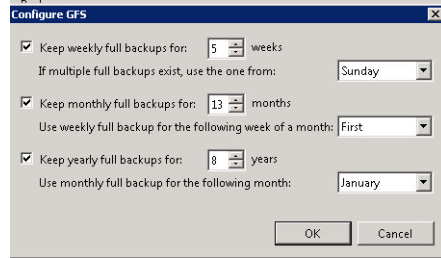 Configure GFS
Keep weekly full backups for: 5 weeks
If multiple full backups exist, use the one from: Sunday
Keep monthly full backups for: 13 months
Use weekly full backup for the following week of a month: First
Keep yearly full backups for: 8 years
Use monthly full backup for the following month: January
OK Cancel